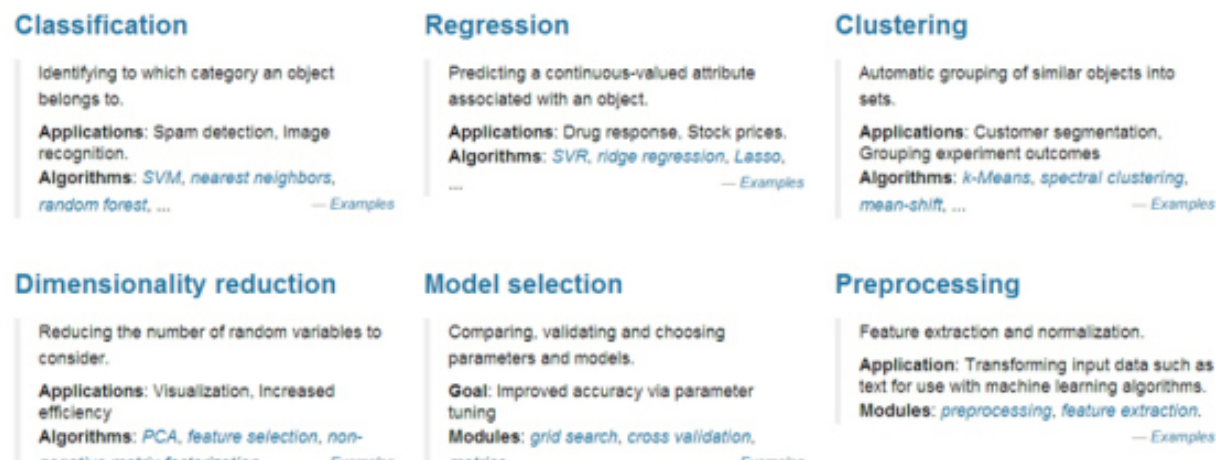 Classification
Identifying to which category an object
belongs to.
Applications: Spam detection, Image
recognition.
Algorithms: SVM, nearest neighbors,
random forest, ... — Examples
Regression
Predicting a continuous-valued attribute
associated with an object.
Applications: Drug response, Stock prices.
Algorithms: SVR, ridge regression, Lasso,
... — Examples
Clustering
Automatic grouping of similar objects into
sets.
Applications: Customer segmentation,
Grouping experiment outcomes
Algorithms: k-Means, spectral clustering,
mean-shift, ... — Examples
Dimensionality reduction
Reducing the number of random variables to
consider.
Applications: Visualization, Increased
efficiency
Algorithms: PCA, feature selection, non-
Model selection
Comparing, validating and choosing
parameters and models.
Goal: Improved accuracy via parameter
tuning
Modules: grid search, cross validation,
Preprocessing
Feature extraction and normalization.
Application: Transforming input data such as
text for use with machine learning algorithms.
Modules: preprocessing, feature extraction.
— Examples